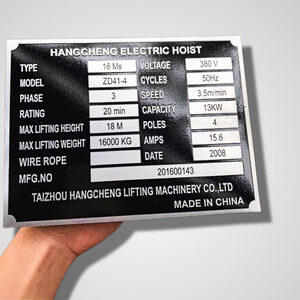 HANGCHENG ELECTRIC HOIST
TYPE 16 Ms VOLTAGE 380 V
MODEL ZD41-4 CYCLES 50Hz
PHASE 3 SPEED 3.5m/min
RATING 20 min CAPACITY 13KW
MAX LIFTING HEIGHT 18 M POLES 4
MAX LIFTING WEIGHT 16000 KG AMPS 15.6
WIRE ROPE DATE 2008
MFG.NO 201600143
TAIZHOU HANGCHENG LIFTING MACHINERY CO.,LTD
MADE IN CHINA